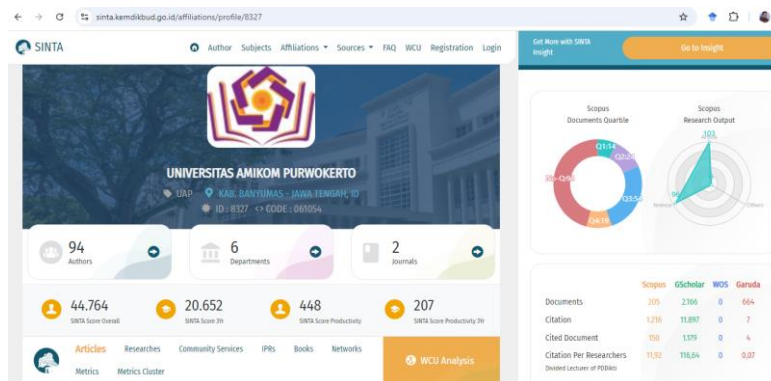 sinta.kemdikbud.go.id/affiliations/profile/8327
SINTA
Author Subjects Affiliations Sources FAQ WCU Registration Login
UNIVERSITAS AMIKOM PURWOKERTO
UAP KAB. BANYUMAS - JAWA TENGAH, ID
ID : 8327 <> CODE : 061054
94
Authors
6
Departments
2
Journals
44.764
SINTA Score Overall
20.652
SINTA Score 3Yr
448
SINTA Score Productivity
207
SINTA Score Productivity 3Yr
Articles Researches Community Services IPRs Books Networks
Metrics Metrics Cluster
WCU Analysis
Get More with SINTA
Insight
Go to Insight
Scopus
Documents Quartile
Q1:14
Scopus
Research Output
103
Others
Scopus GScholar WOS Garuda
Documents 205 2.166 0 664
Citation 1.216 11.897 0 7
Cited Document 150 1.179 0 4
Citation Per Researchers 11,92 116,64 0 0,07
Divided Lecturer of PDDikti